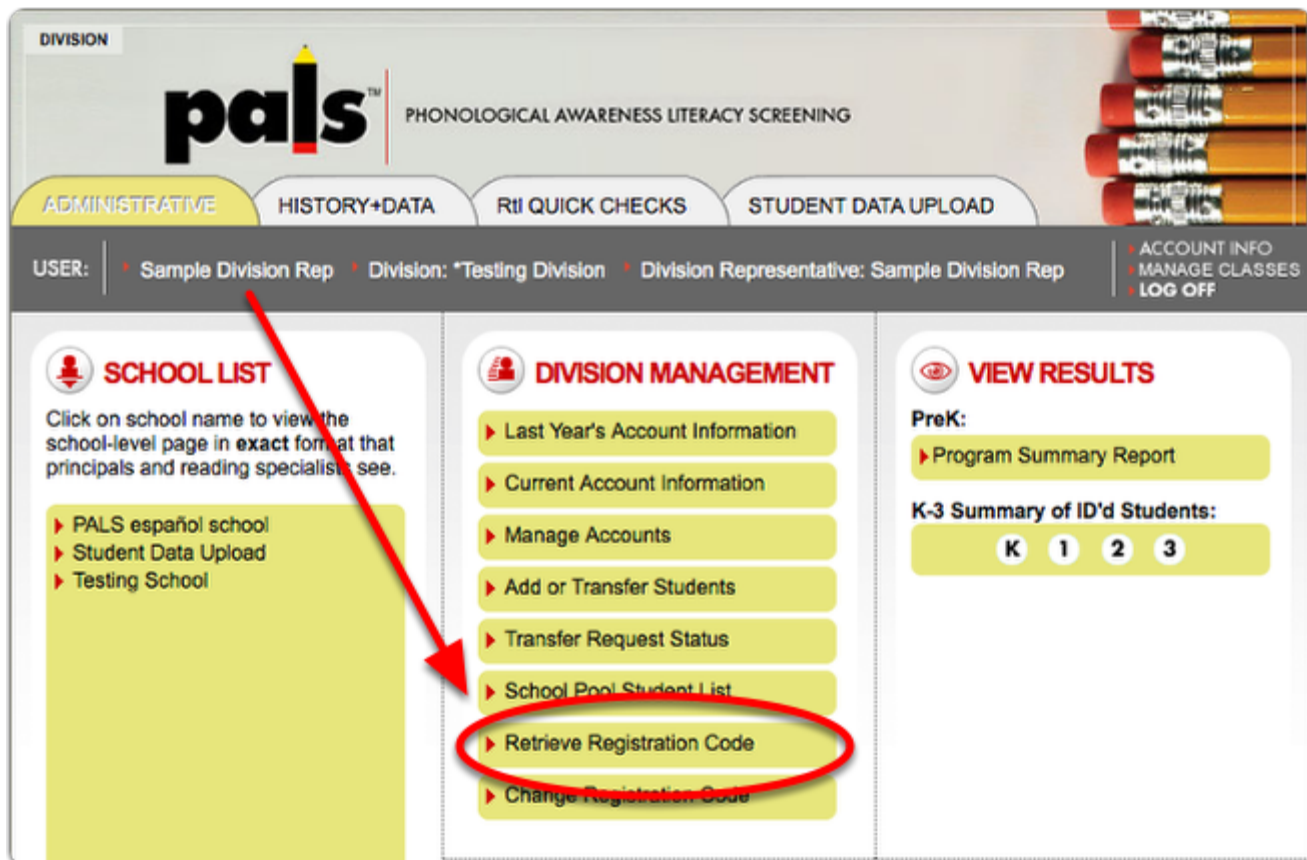 DIVISION
pals™
PHONOLOGICAL AWARENESS LITERACY SCREENING
ADMINISTRATIVE
HISTORY+DATA
RtI QUICK CHECKS
STUDENT DATA UPLOAD
USER:
Sample Division Rep
Division: *Testing Division
Division Representative: Sample Division Rep
ACCOUNT INFO
MANAGE CLASSES
LOG OFF
SCHOOL LIST
Click on school name to view the
school-level page in exact format that
principals and reading specialists see.
PALS español school
Student Data Upload
Testing School
DIVISION MANAGEMENT
Last Year's Account Information
Current Account Information
Manage Accounts
Add or Transfer Students
Transfer Request Status
School Pool Student List
Retrieve Registration Code
Change Registration Code
VIEW RESULTS
PreK:
Program Summary Report
K-3 Summary of ID'd Students:
K 1 2 3